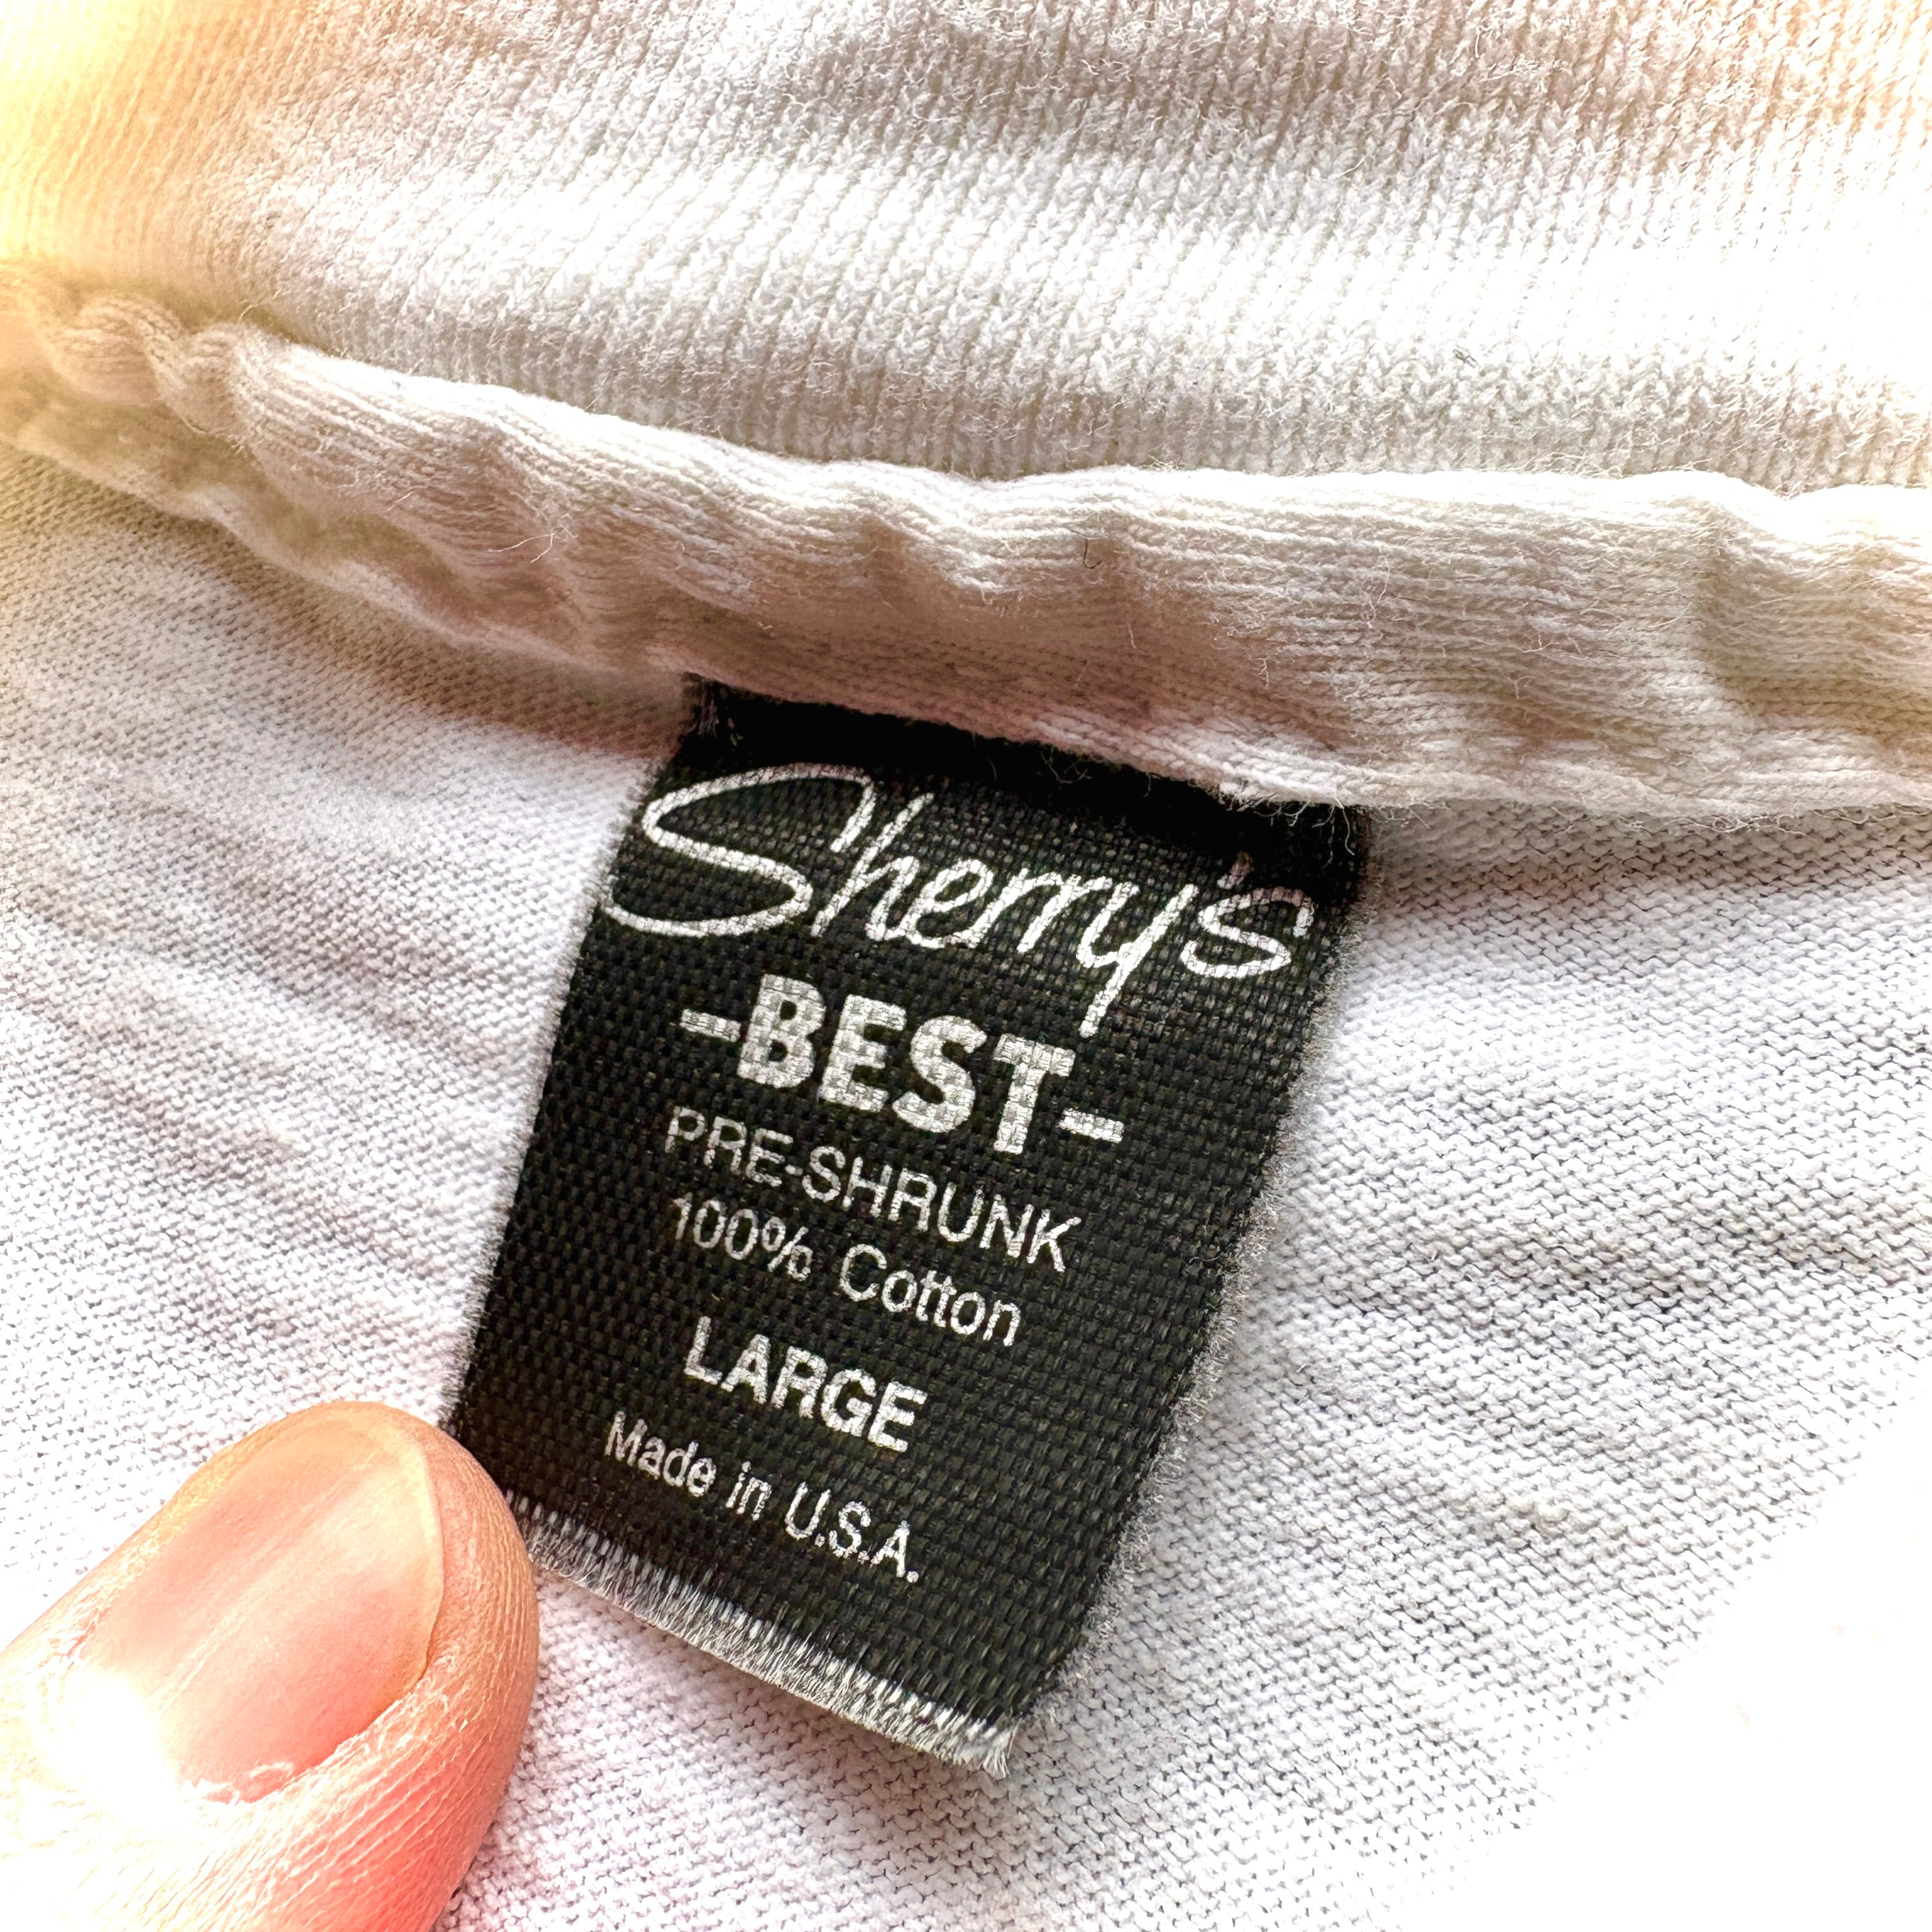 Sherry's
-BEST-
PRE-SHRUNK
100% Cotton
LARGE
Made in U.S.A.